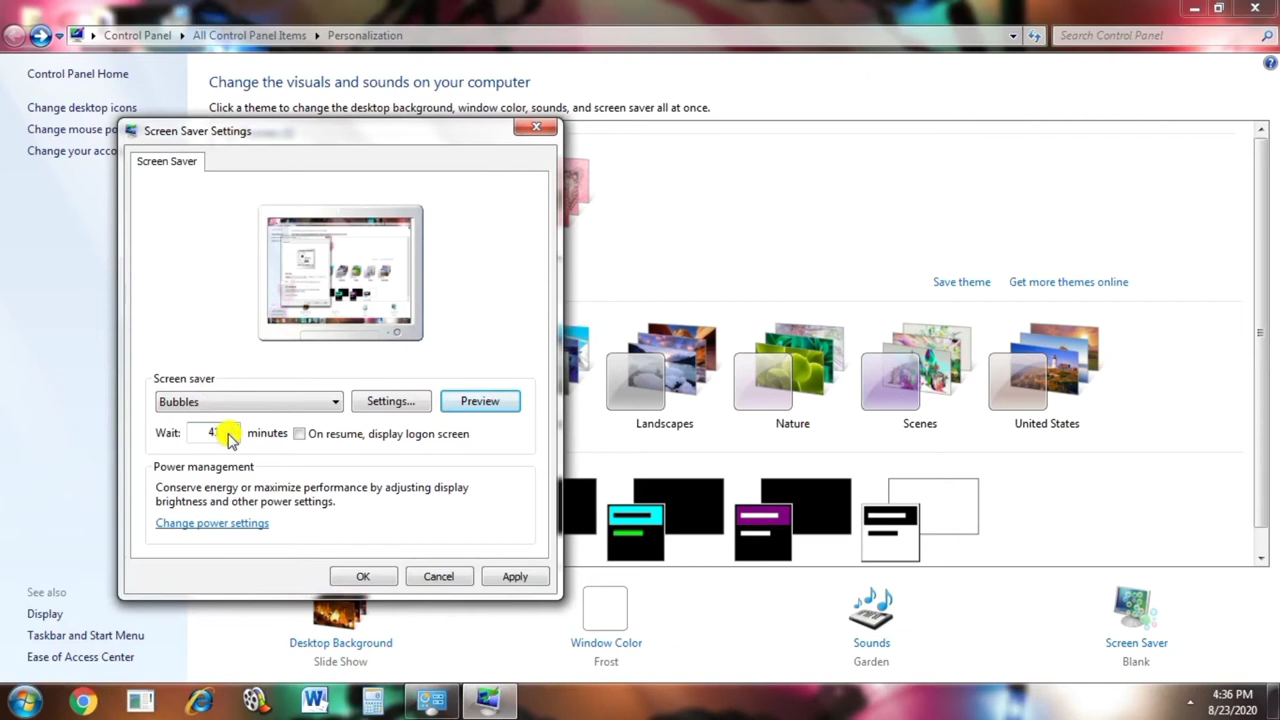 Control Panel
All Control Panel Items
Personalization
Search Control Panel
Control Panel Home
Change desktop icons
Change mouse
Change your
Change the visuals and sounds on your computer
Click a theme to change the desktop background, window color, sounds, and screen saver all at once.
Screen Saver Settings
Screen Saver
Screen saver
Bubbles
Settings...
Preview
Wait:
minutes
On resume, display logon screen
Power management
Conserve energy or maximize performance by adjusting display
brightness and other power settings.
Change power settings
OK
Cancel
Apply
Save theme
Get more themes online
Landscapes
Nature
Scenes
United States
See also
Display
Taskbar and Start Menu
Ease of Access Center
Desktop Background
Slide Show
Window Color
Frost
Sounds
Garden
Screen Saver
Blank
4:36 PM
8/23/2020